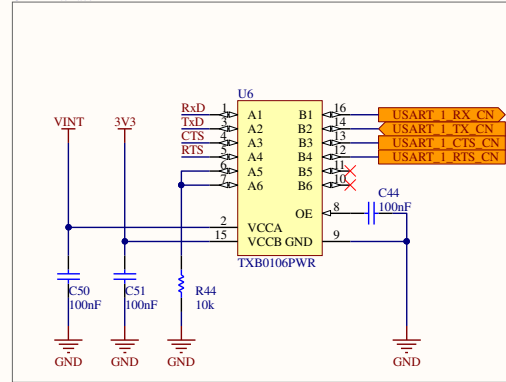 U6
VINT
3V3
RxD 1 A1 B1 16 USART_1_RX_CN
TxD 3 A2 B2 14 USART_1_TX_CN
CTS 4 A3 B3 13 USART_1_CTS_CN
RTS 5 A4 B4 12 USART_1_RTS_CN
6 A5 B5 11
7 A6 B6 10
C44
OE 8 100nF
2 VCCA
15 VCCB GND 9
TXB0106PWR
C50
100nF
C51
100nF
R44
10k
GND
GND
GND
GND